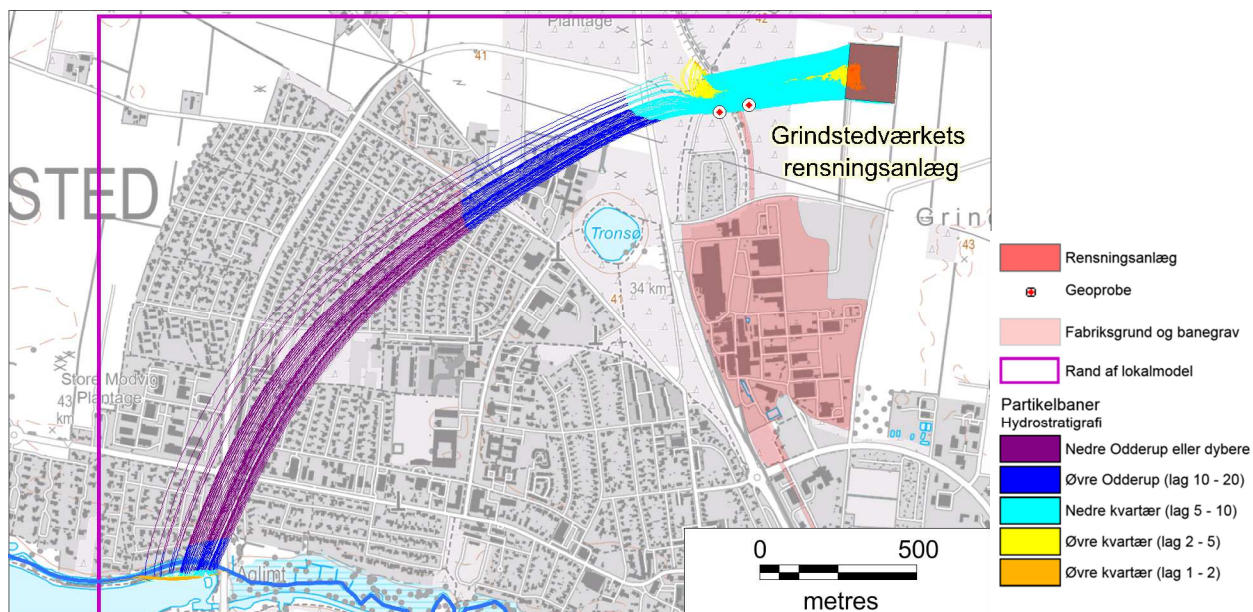 Plantage
42
41
Grindstedværkets
rensningsanlæg
STED
Tronsø
Grin
43
34 km
41
Store Modvig
Plantage
43
km
Aglimt
0 500
metres
Rensningsanlæg
Geoprobe
Fabriksgrund og banegrav
Rand af lokalmodel
Partikelbaner
Hydrostratigrafi
Nedre Odderup eller dybere
Øvre Odderup (lag 10 - 20)
Nedre kvartær (lag 5 - 10)
Øvre kvartær (lag 2 - 5)
Øvre kvartær (lag 1 - 2)